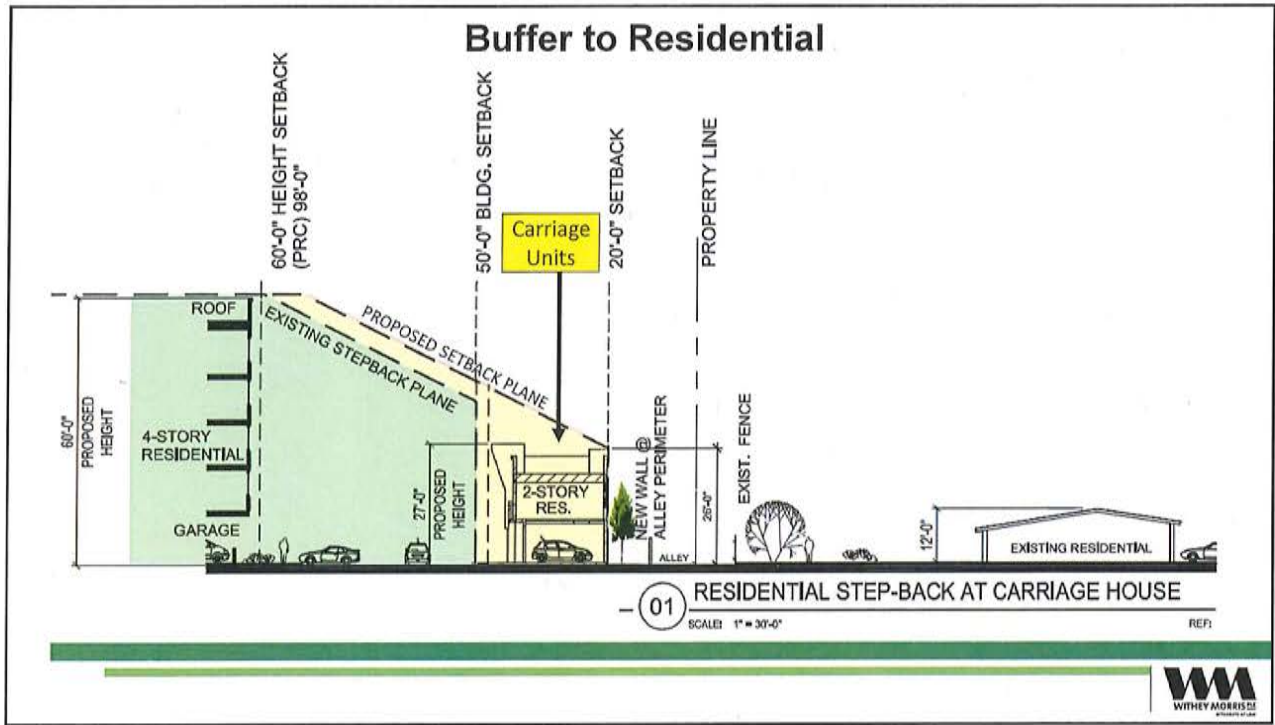 Buffer to Residential
60'-0" HEIGHT SETBACK
(PRC) 98'-0"
50'-0" BLDG. SETBACK
Carriage
Units
20'-0" SETBACK
PROPERTY LINE
ROOF
EXISTING STEPBACK PLANE
PROPOSED SETBACK PLANE
60'-0"
PROPOSED
HEIGHT
4-STORY
RESIDENTIAL
GARAGE
27'-0"
PROPOSED
HEIGHT
2-STORY
RES.
NEW WALL @
ALLEY PERIMETER
26'-0"
ALLEY
EXIST. FENCE
12'-0"
EXISTING RESIDENTIAL
01
RESIDENTIAL STEP-BACK AT CARRIAGE HOUSE
SCALE: 1" = 30'-0"
REF:
WM
WITHEY MORRIS